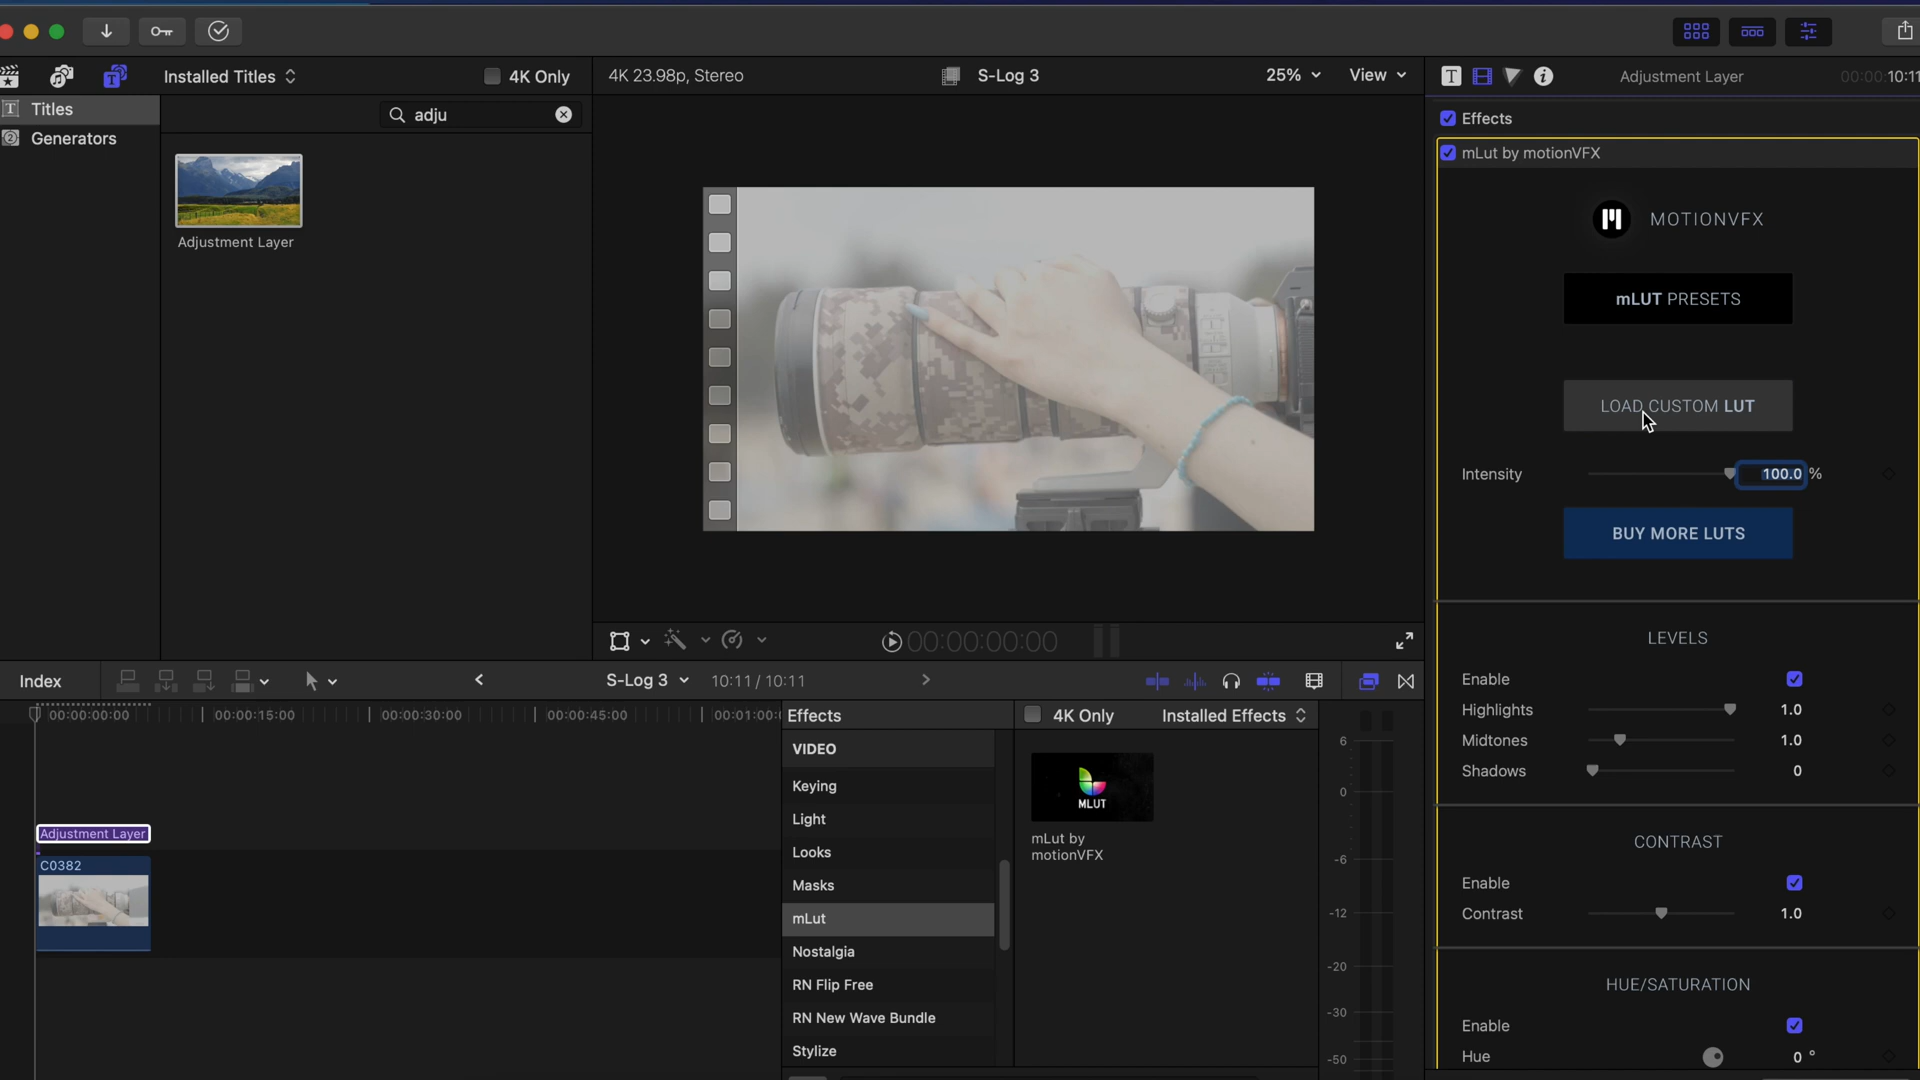 Installed Titles
4K Only
4K 23.98p, Stereo
S-Log 3
25%
View
Adjustment Layer
00:00:10:11
Titles
Generators
adju
Adjustment Layer
Effects
mLut by motionVFX
MOTIONVFX
mLUT PRESETS
LOAD CUSTOM LUT
Intensity
100.0 %
BUY MORE LUTS
LEVELS
Enable
Highlights 1.0
Midtones 1.0
Shadows 0
CONTRAST
Enable
Contrast 1.0
HUE/SATURATION
Enable
Hue 0 °
00:00:00:00
Index
S-Log 3
10:11 / 10:11
00:00:00:00
00:00:15:00
00:00:30:00
00:00:45:00
00:01:00:
Adjustment Layer
C0382
Effects
4K Only
Installed Effects
VIDEO
Keying
Light
Looks
Masks
mLut
Nostalgia
RN Flip Free
RN New Wave Bundle
Stylize
MLUT
mLut by
motionVFX
6
0
-6
-12
-20
-30
-50